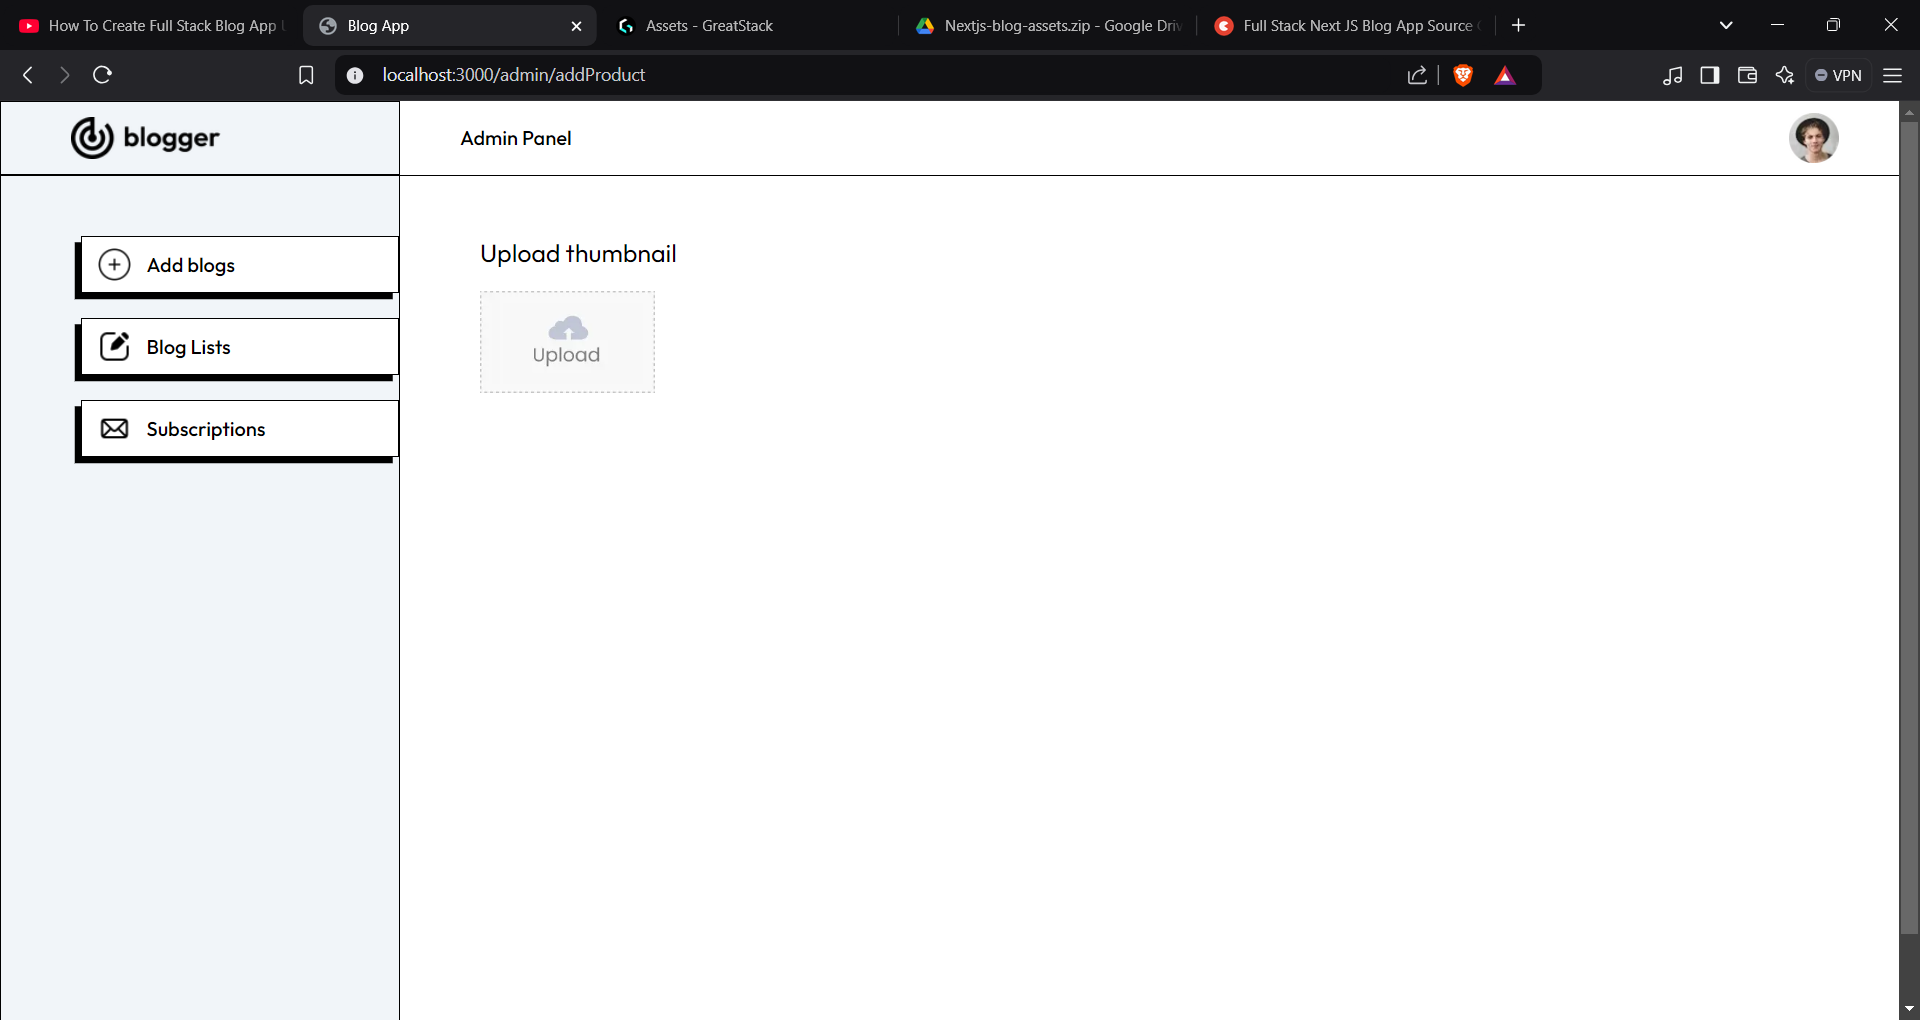 How To Create Full Stack Blog App
Blog App
Assets - GreatStack
Nextjs-blog-assets.zip - Google Driv
Full Stack Next JS Blog App Source
localhost:3000/admin/addProduct
VPN
blogger
Admin Panel
Add blogs
Blog Lists
Subscriptions
Upload thumbnail
Upload